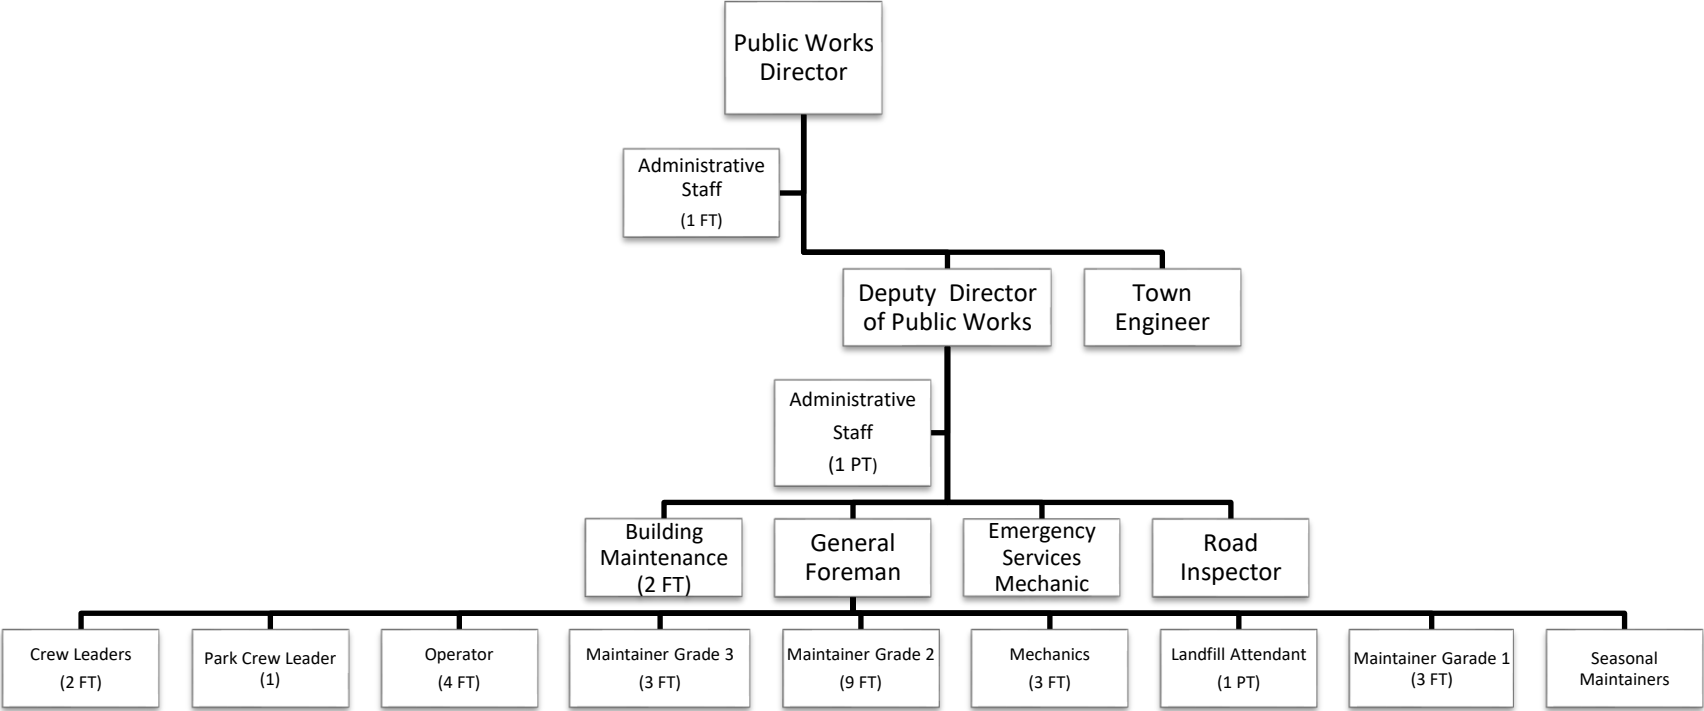 Public Works
Director
Administrative
Staff
(1 FT)
Deputy  Director
of Public Works
Town
Engineer
Administrative
Staff
(1 PT)
Building
Maintenance
(2 FT)
General
Foreman
Emergency
Services
Mechanic
Road
Inspector
Crew Leaders
(2 FT)
Park Crew Leader
(1)
Operator
(4 FT)
Maintainer Grade 3
(3 FT)
Maintainer Grade 2
(9 FT)
Mechanics
(3 FT)
Landfill Attendant
(1 PT)
Maintainer Garade 1
(3 FT)
Seasonal
Maintainers